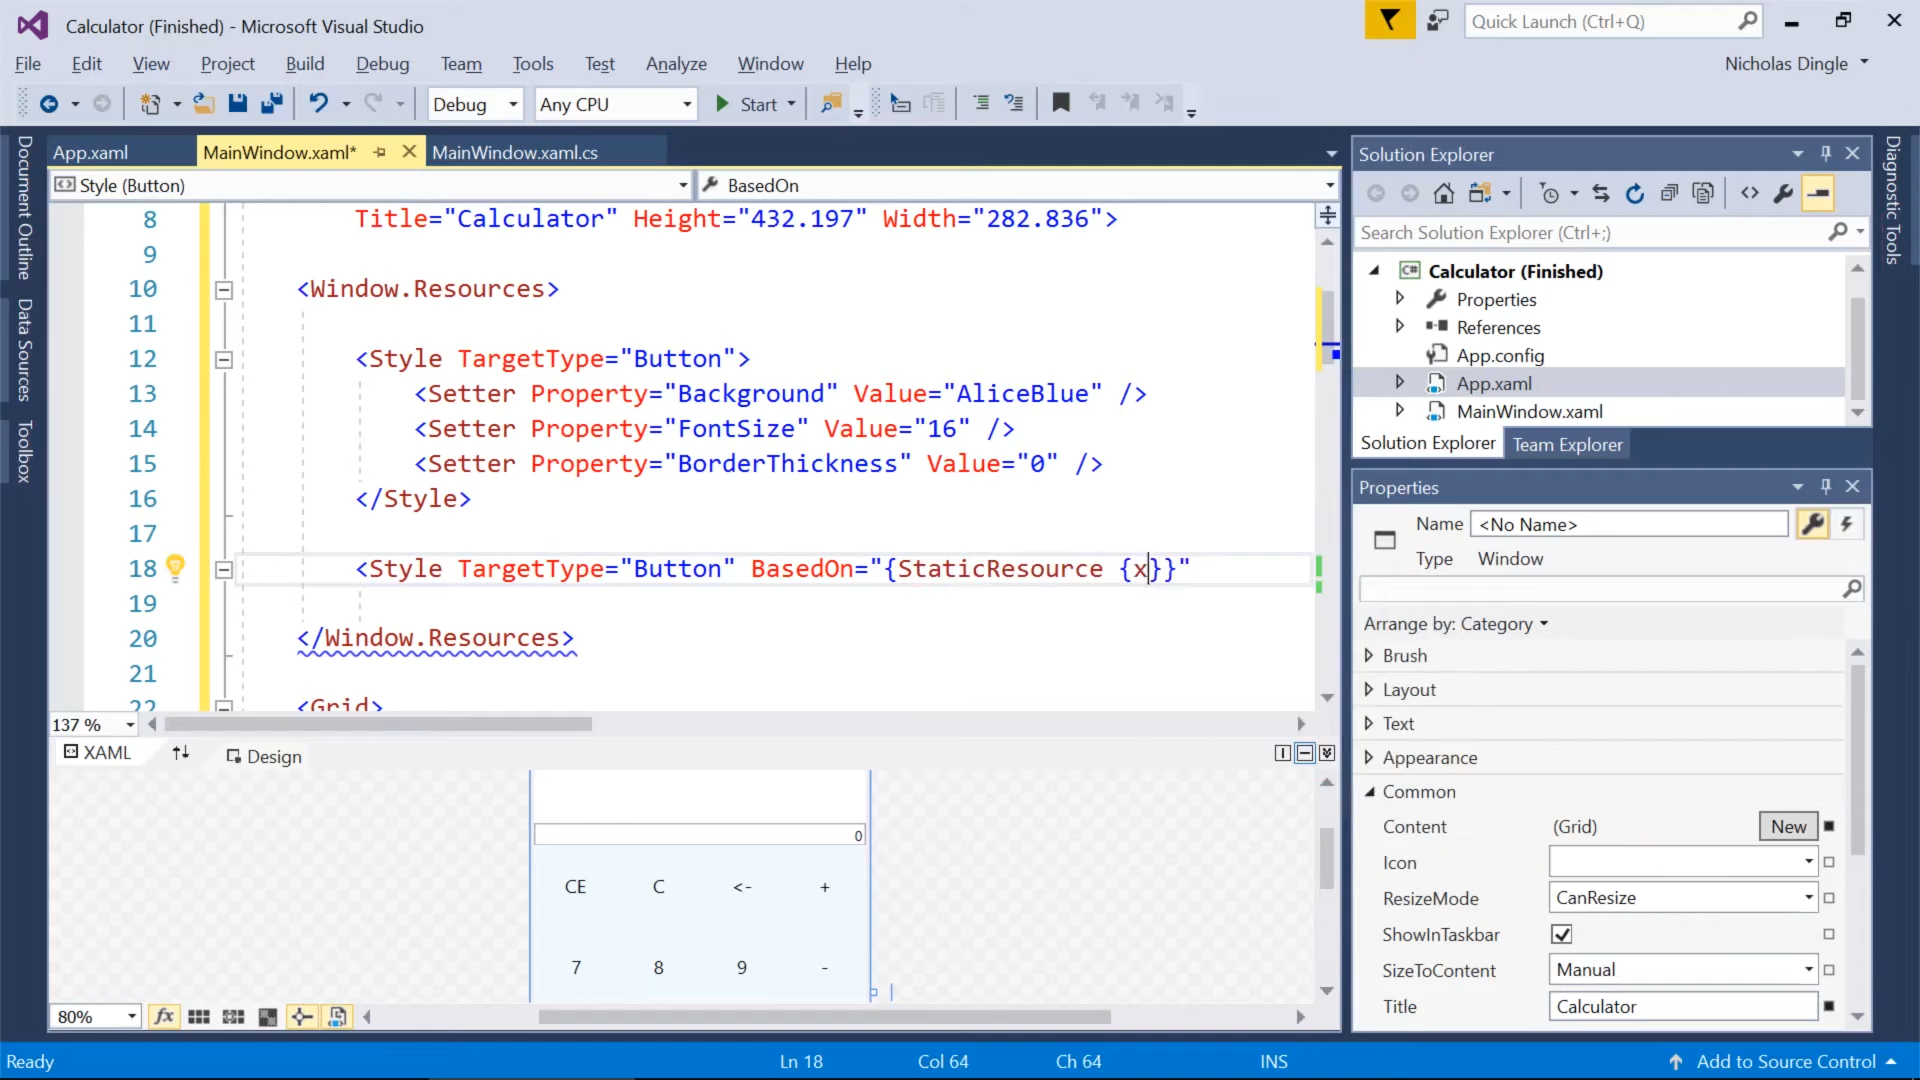 Calculator (Finished) - Microsoft Visual Studio
Quick Launch (Ctrl+Q)
File Edit View Project Build Debug Team Tools Test Analyze Window Help
Nicholas Dingle
Debug Any CPU Start
App.xaml MainWindow.xaml* MainWindow.xaml.cs
Style (Button) BasedOn
8 Title="Calculator" Height="432.197" Width="282.836">
9
10 <Window.Resources>
11
12 <Style TargetType="Button">
13 <Setter Property="Background" Value="AliceBlue" />
14 <Setter Property="FontSize" Value="16" />
15 <Setter Property="BorderThickness" Value="0" />
16 </Style>
17
18 <Style TargetType="Button" BasedOn="{StaticResource {x}}"
19
20 </Window.Resources>
21
22 <Grid>
137 %
XAML Design
0
CE C <- +
7 8 9 -
80% fx
Document Outline
Data Sources
Toolbox
Solution Explorer
Search Solution Explorer (Ctrl+;)
C# Calculator (Finished)
Properties
References
App.config
App.xaml
MainWindow.xaml
Solution Explorer Team Explorer
Properties
Name <No Name>
Type Window
Arrange by: Category
Brush
Layout
Text
Appearance
Common
Content (Grid) New
Icon
ResizeMode CanResize
ShowInTaskbar
SizeToContent Manual
Title Calculator
Diagnostic Tools
Ready Ln 18 Col 64 Ch 64 INS Add to Source Control